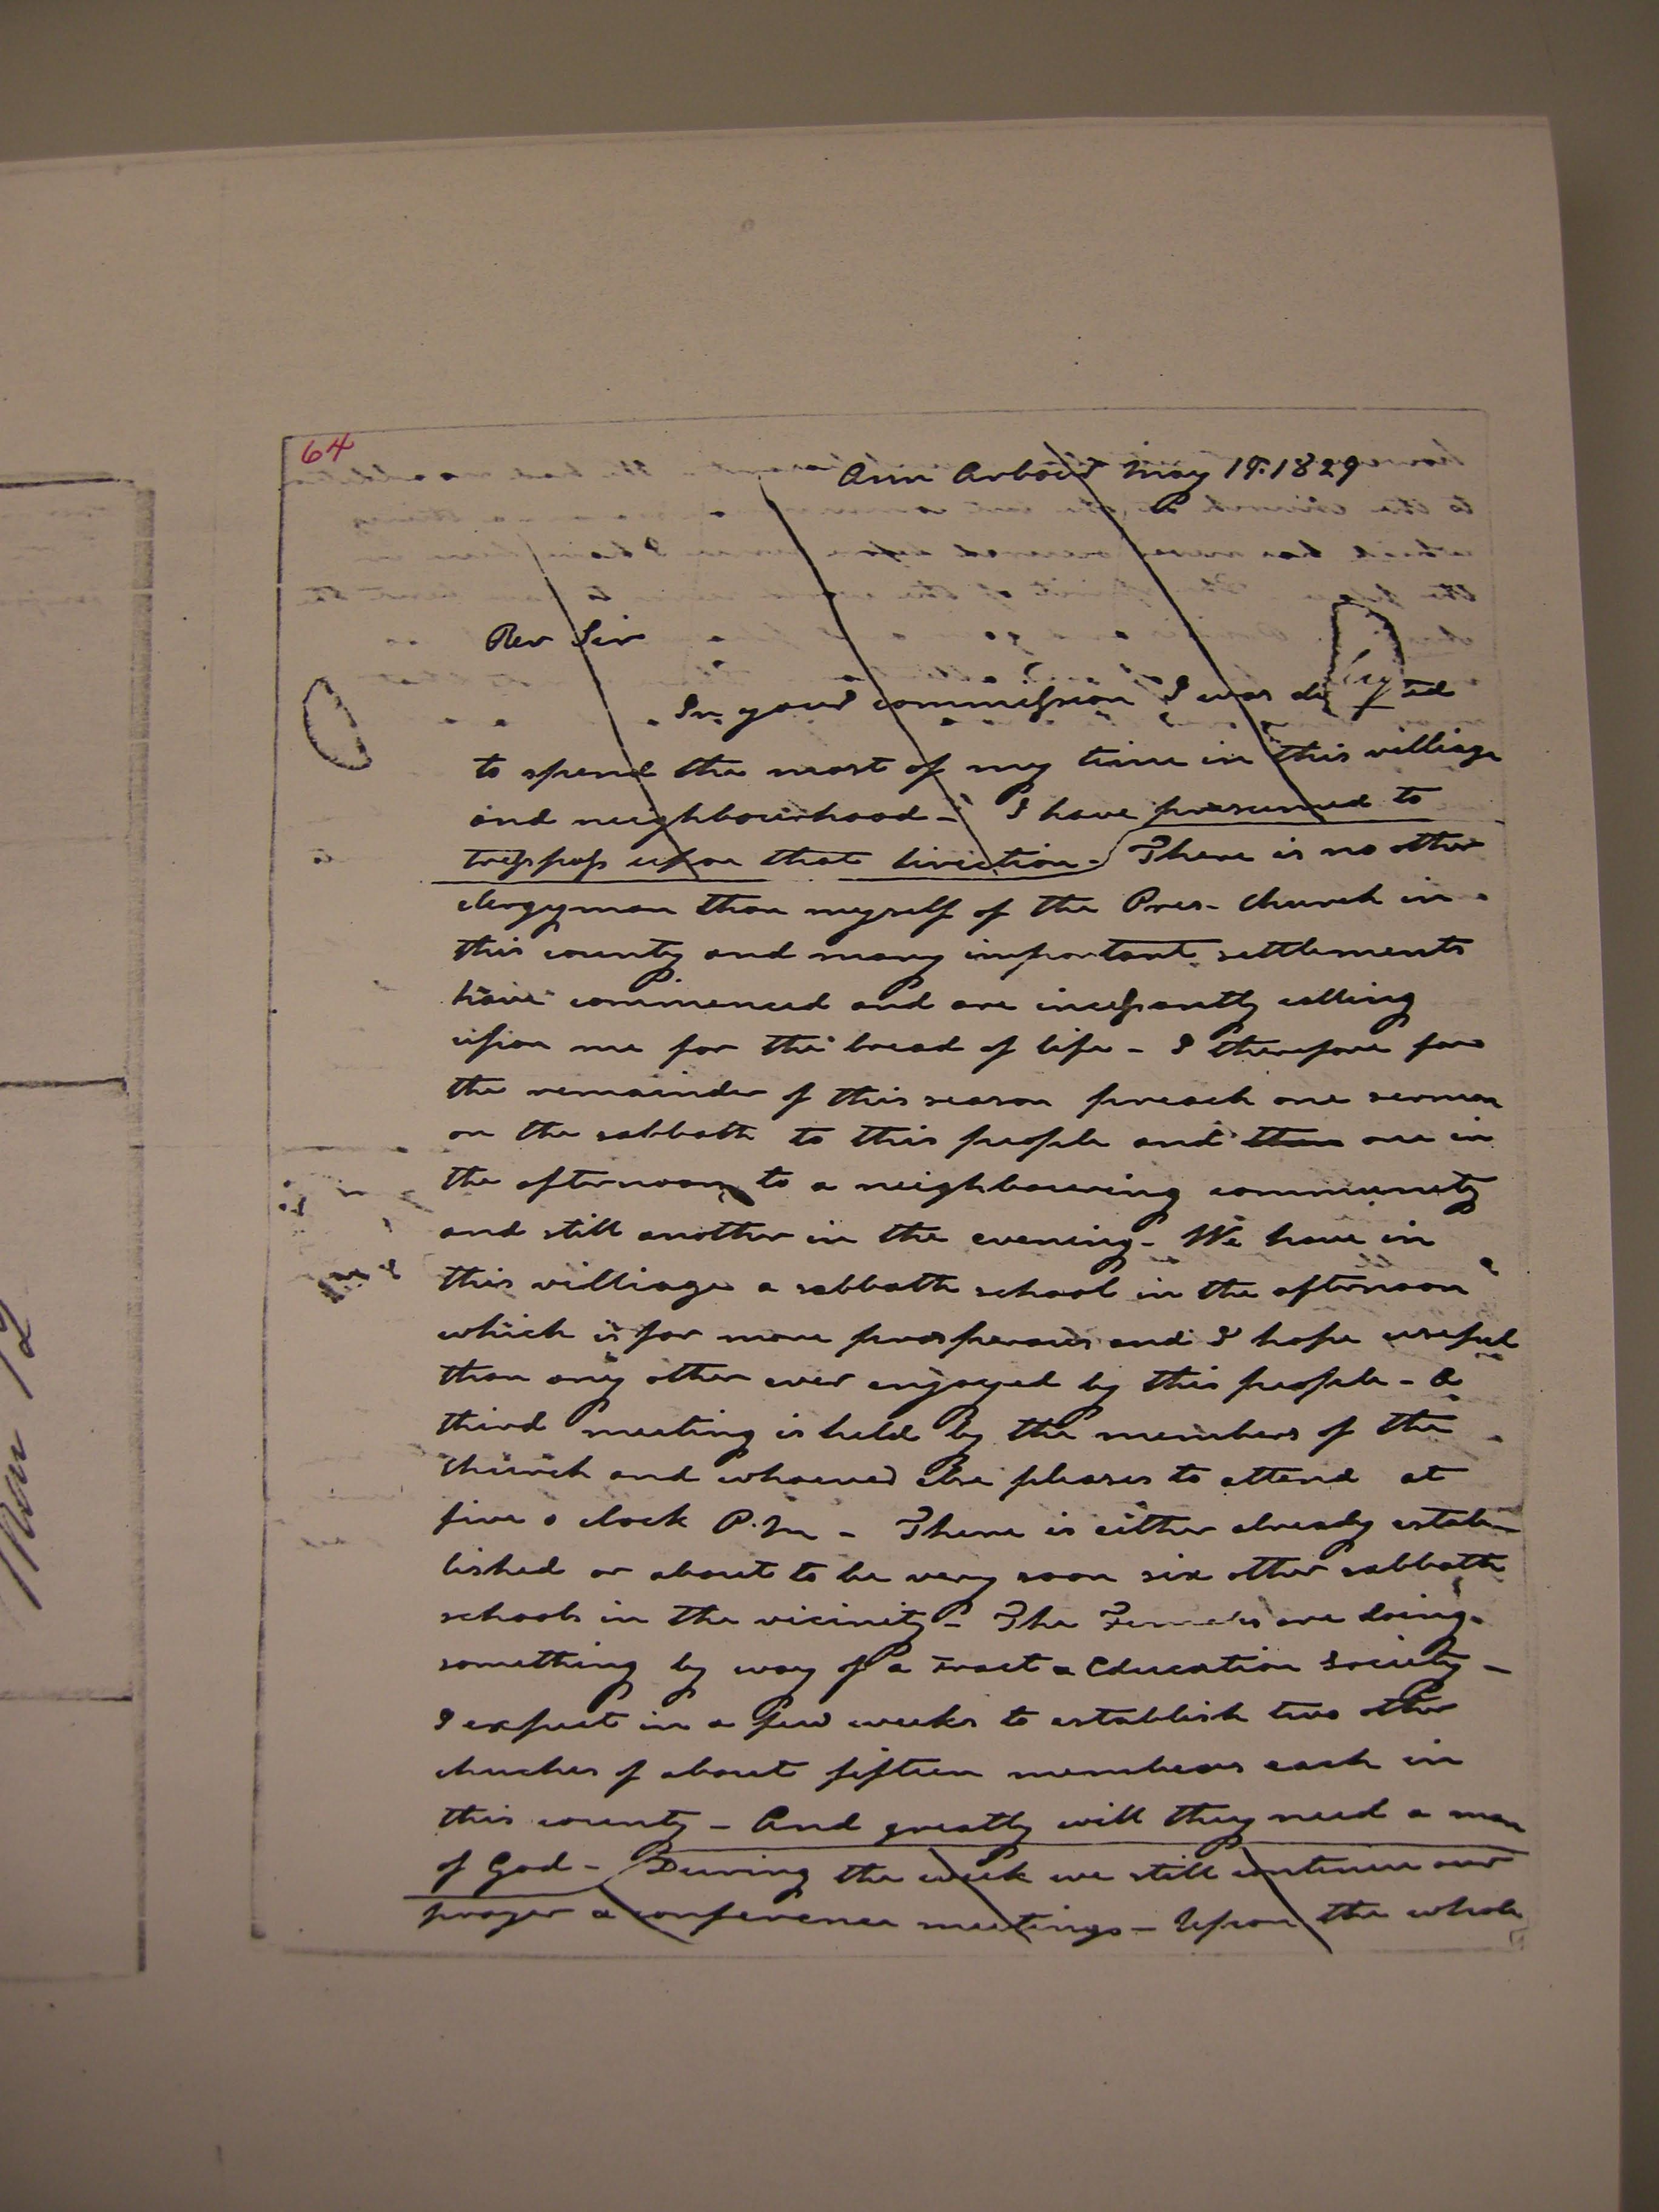 64
Ann Arbour May 19. 1829
Rev Sir
In your commission I was di ted
to spend the most of my time in this villiage
and neighbourhood - I have presumed to
tresspass upon that direction - There is no other
clergyman than myself of the Pres- church in
this county and many important settlements
have commenced and are incessantly calling
upon me for the bread of life - I therefore for
the remainder of this season preach one sermon
on the sabbath to this people and then one in
the afternoon to a neighbouring community
and still another in the evening - We have in
this villiage a sabbath school in the afternoon
which is far more prosperous and I hope useful
than any other ever enjoyed by this people - A
third meeting is held by the members of the
church and whoever else pleases to attend at
five o clock P.M - There is either already estab
lished or about to be very soon six other sabbath
schools in the vicinity - The Females are doing
something by way of a Tract & Education Society -
I expect in a few weeks to establish two other
chuches of about fifteen members each in
this county - And greatly will they need a man
of God - During the week we still continue our
prayer & conference meetings - Upon the whole